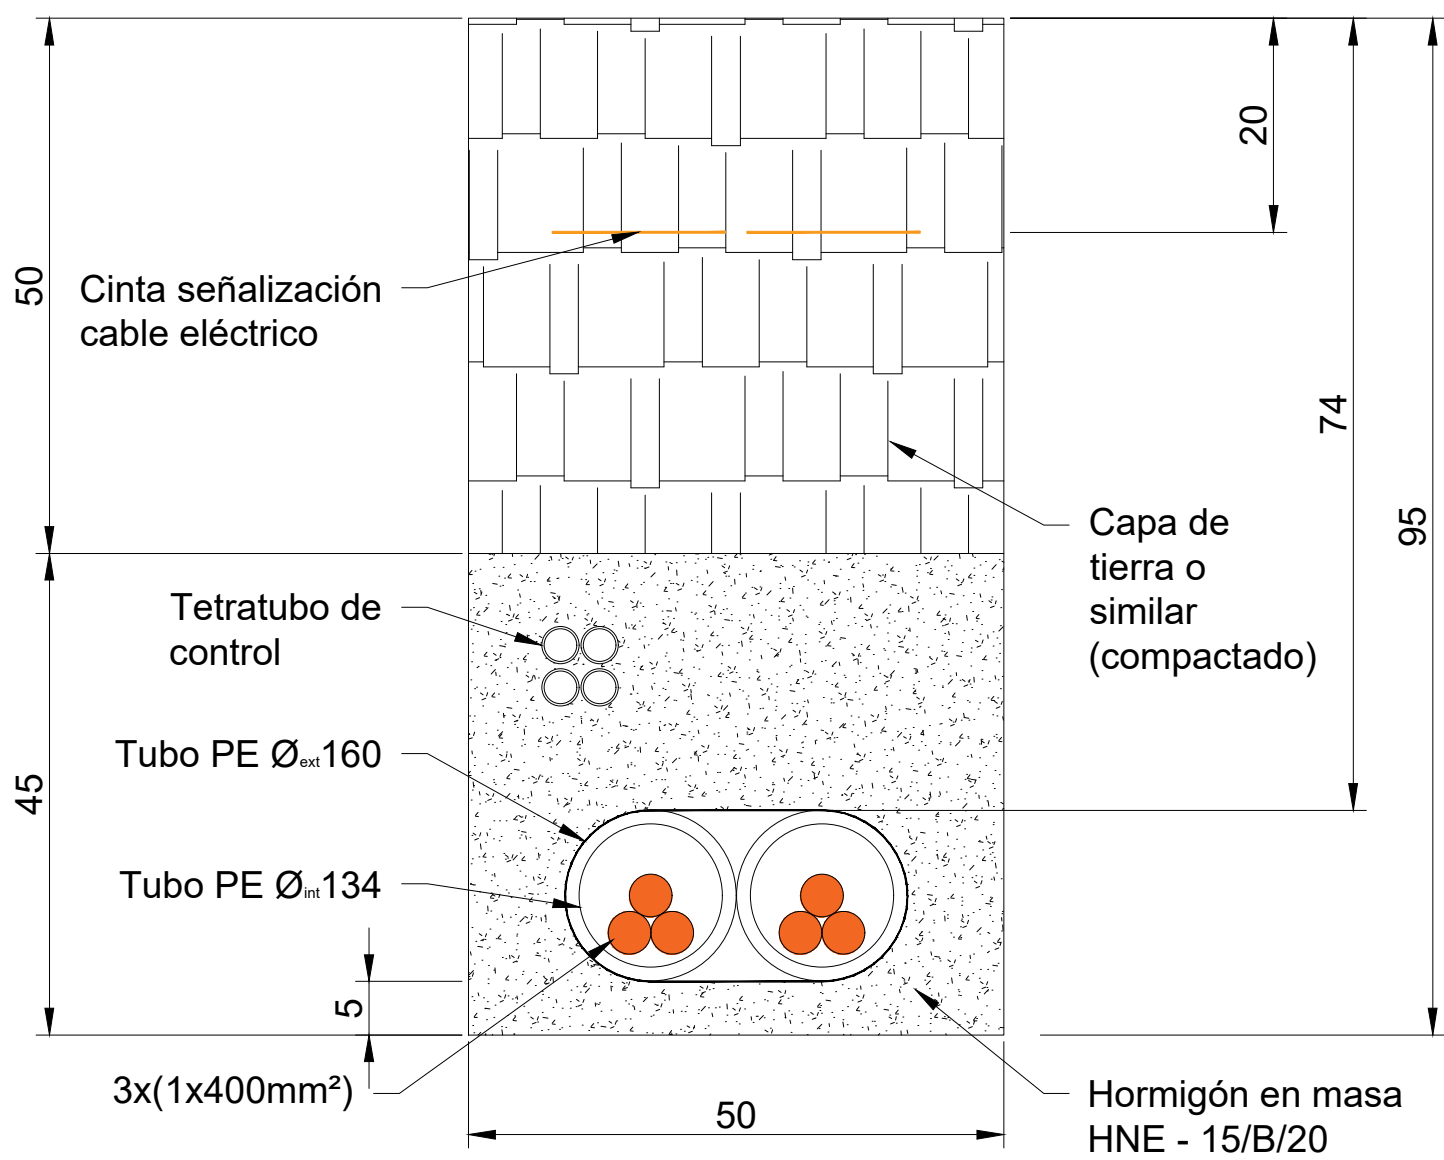 20
50
Cinta señalización
cable eléctrico
74
95
Capa de
tierra o
similar
(compactado)
Tetratubo de
control
45
Tubo PE Øext160
Tubo PE Øint134
5
3x(1x400mm²)
50
Hormigón en masa
HNE - 15/B/20